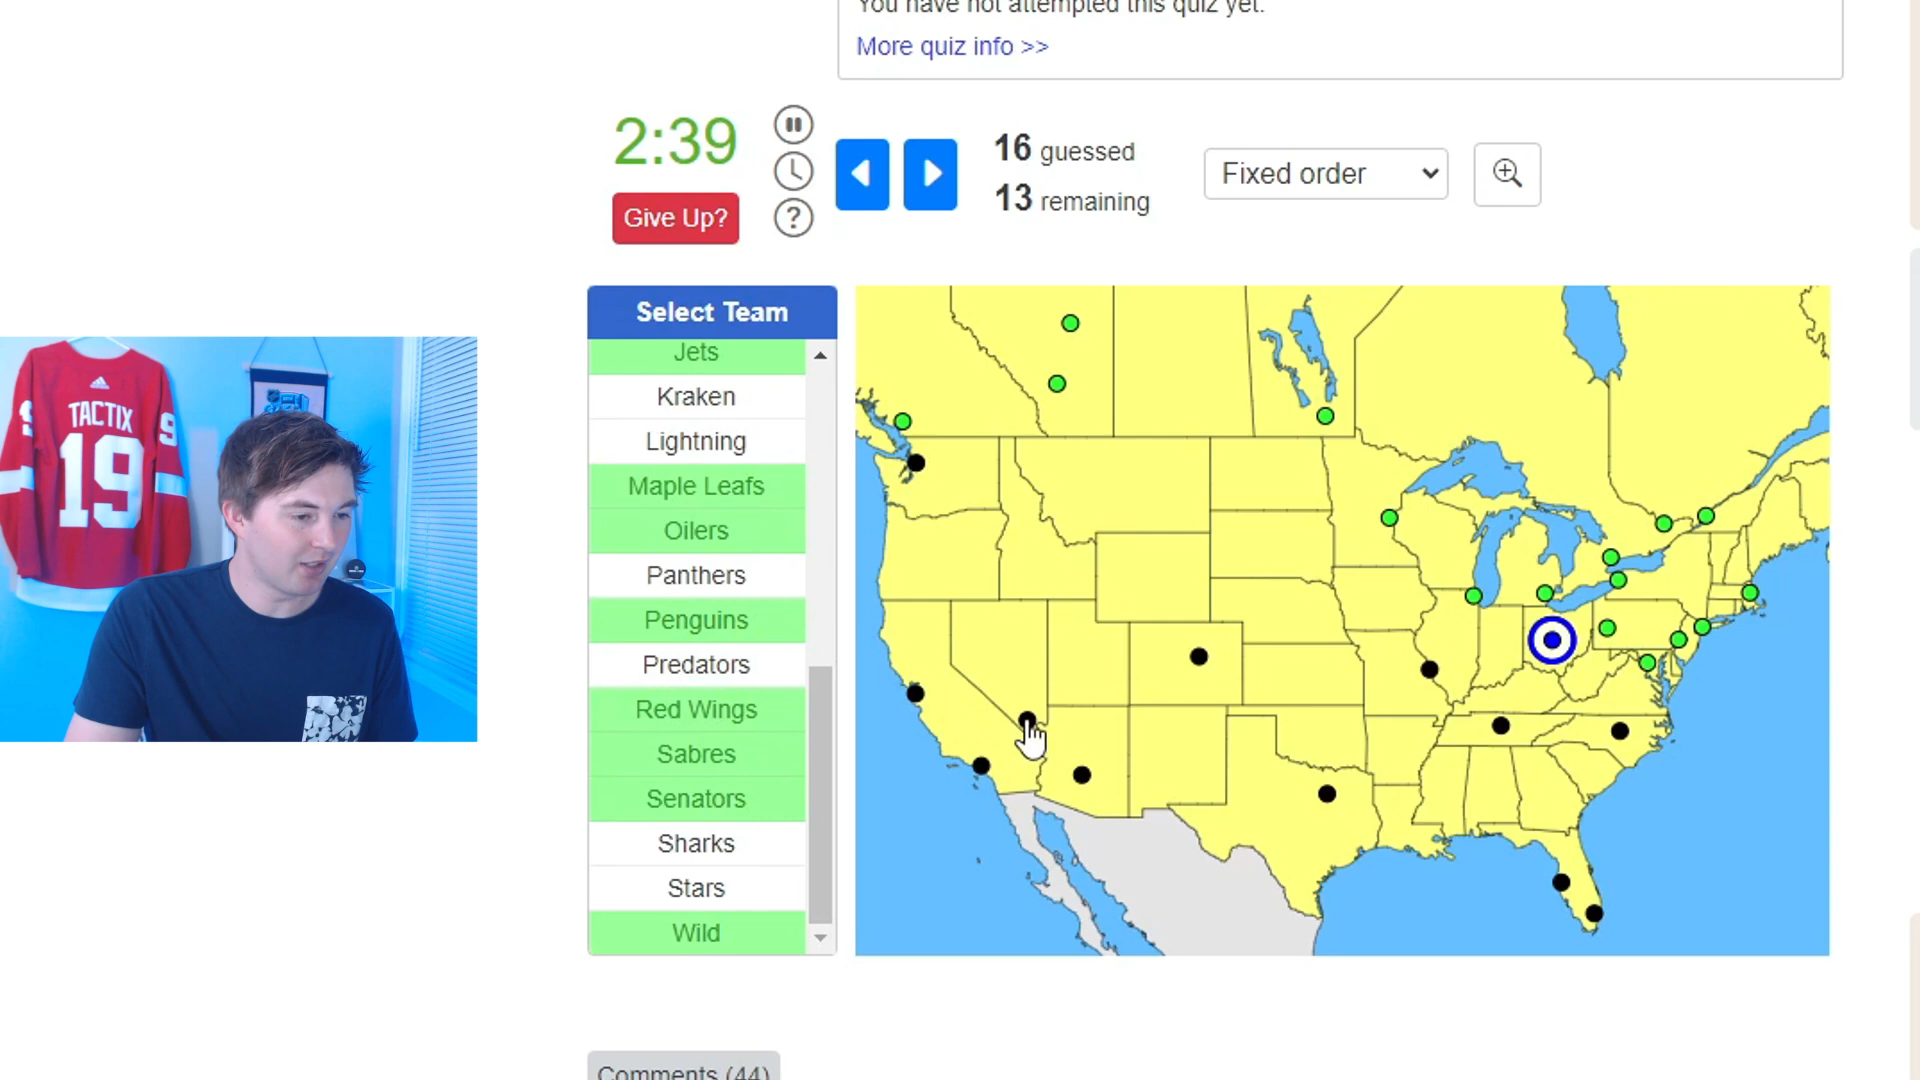 You have not attempted this quiz yet.
More quiz info >>
2:39
Give Up?
?
16 guessed
13 remaining
Fixed order
Select Team
Jets
Kraken
Lightning
Maple Leafs
Oilers
Panthers
Penguins
Predators
Red Wings
Sabres
Senators
Sharks
Stars
Wild
TACTIX
19
9
9
Comments (44)